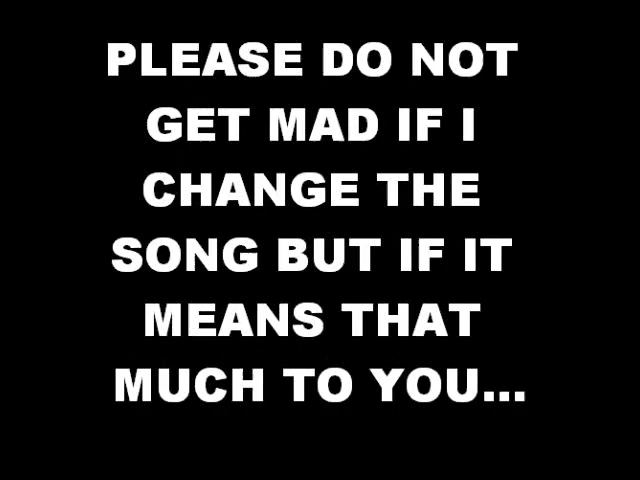 PLEASE DO NOT
GET MAD IF I
CHANGE THE
SONG BUT IF IT
MEANS THAT
MUCH TO YOU...